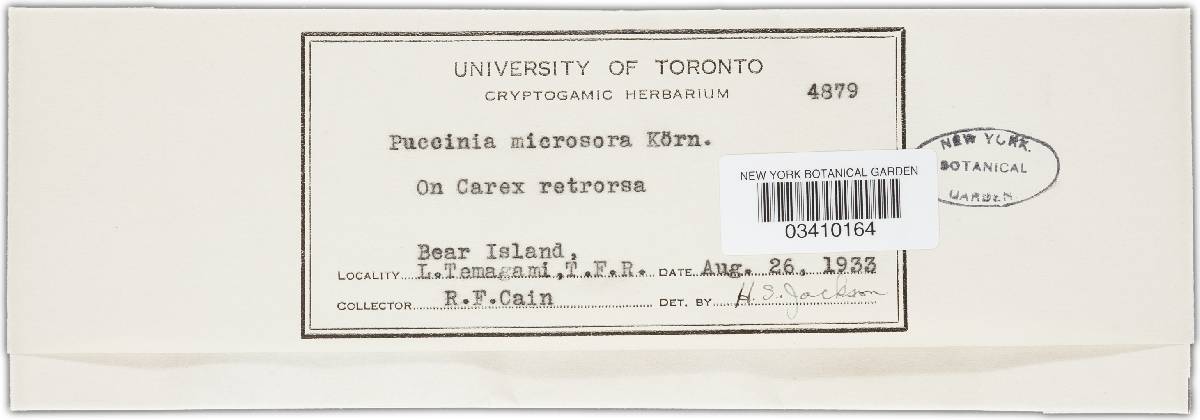 UNIVERSITY OF TORONTO
CRYPTOGAMIC HERBARIUM 4879
Puccinia microsora Körn.
On Carex retrorsa
NEW YORK BOTANICAL GARDEN
03410164
NEW YORK
BOTANICAL
GARDEN
Bear Island,
LOCALITY L.Temagami,T.F.R. DATE Aug. 26, 1933
COLLECTOR R.F.Cain DET. BY H.S. Jackson